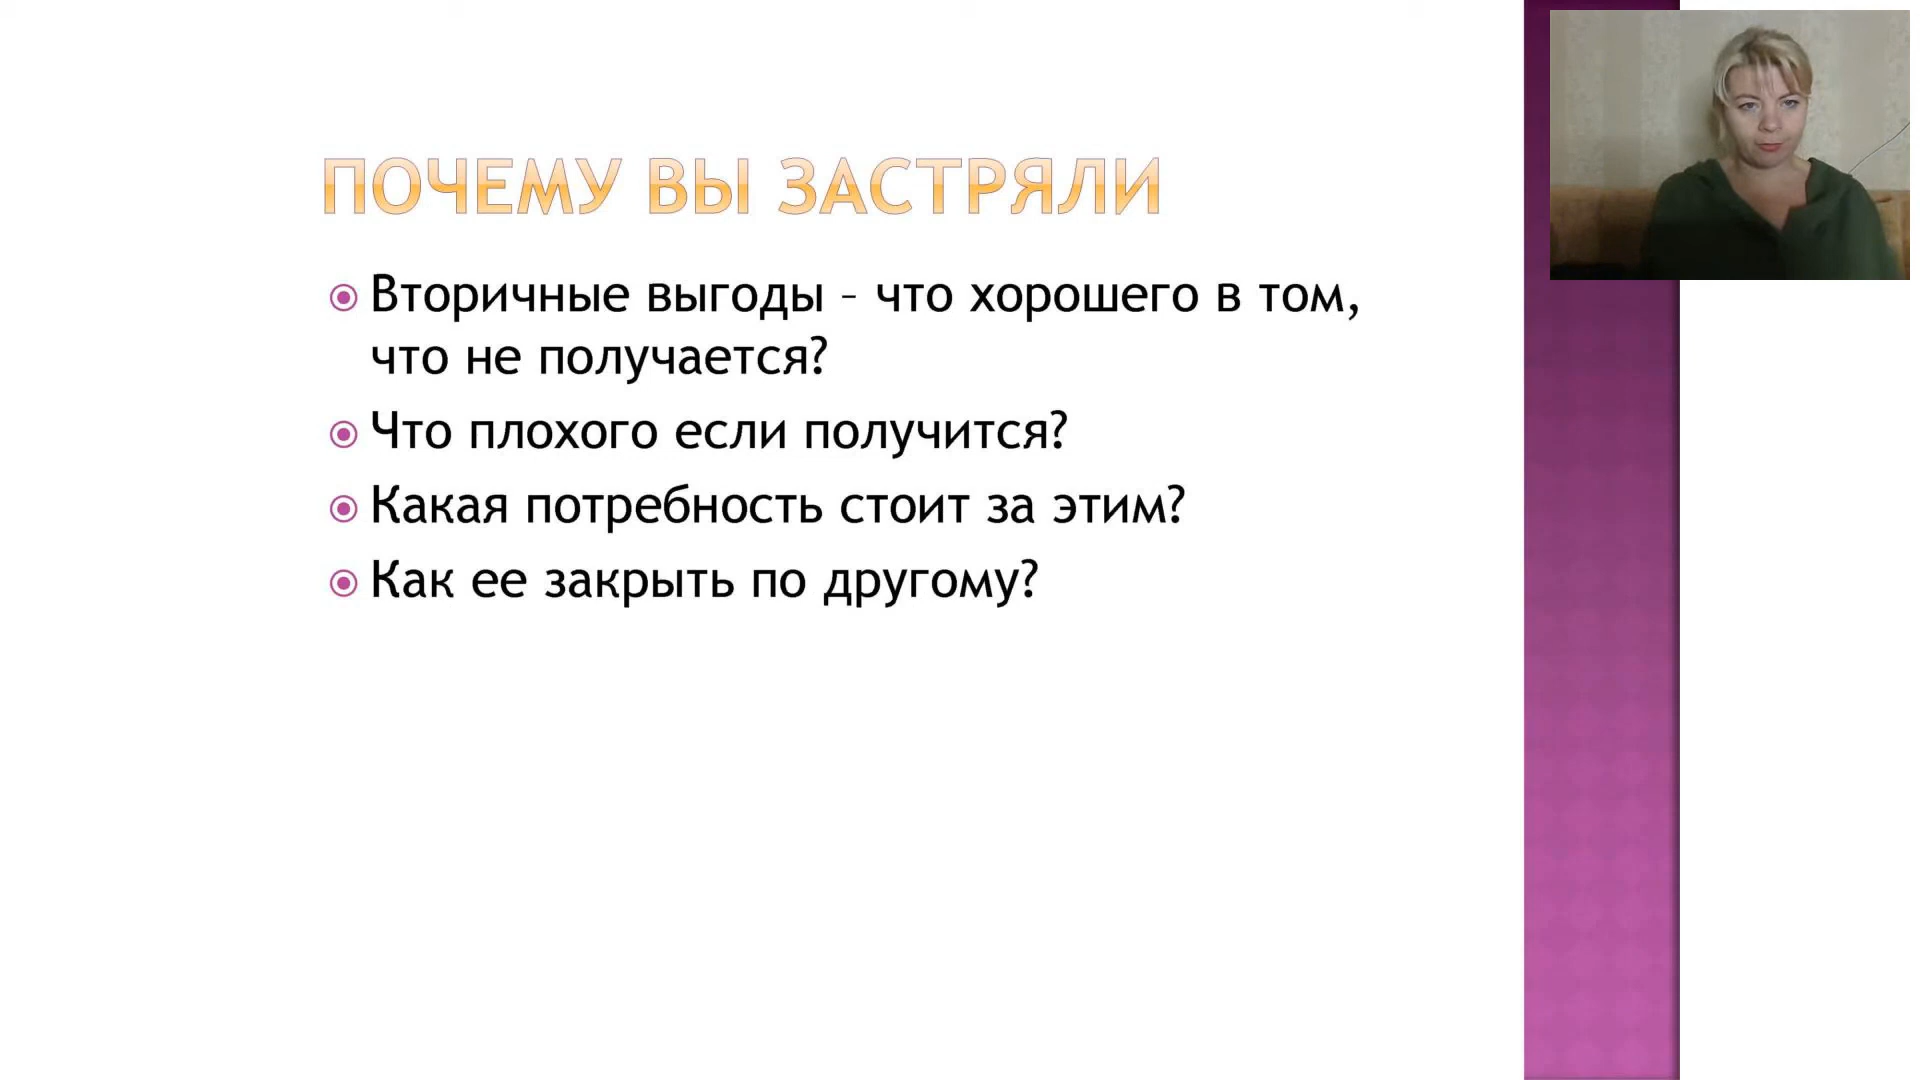 ПОЧЕМУ ВЫ ЗАСТРЯЛИ
Вторичные выгоды – что хорошего в том,
что не получается?
Что плохого если получится?
Какая потребность стоит за этим?
Как ее закрыть по другому?